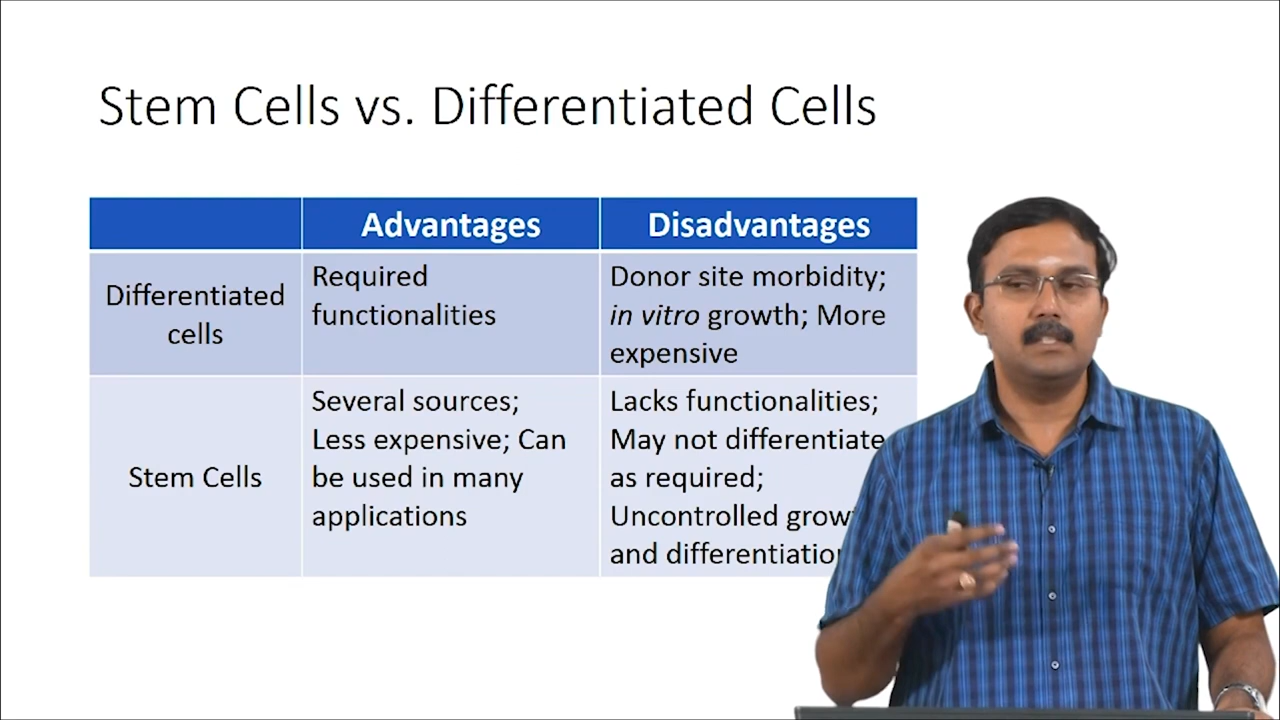 Stem Cells vs. Differentiated Cells
Advantages
Disadvantages
Differentiated
cells
Required
functionalities
Donor site morbidity;
in vitro growth; More
expensive
Stem Cells
Several sources;
Less expensive; Can
be used in many
applications
Lacks functionalities;
May not differentiate
as required;
Uncontrolled
and